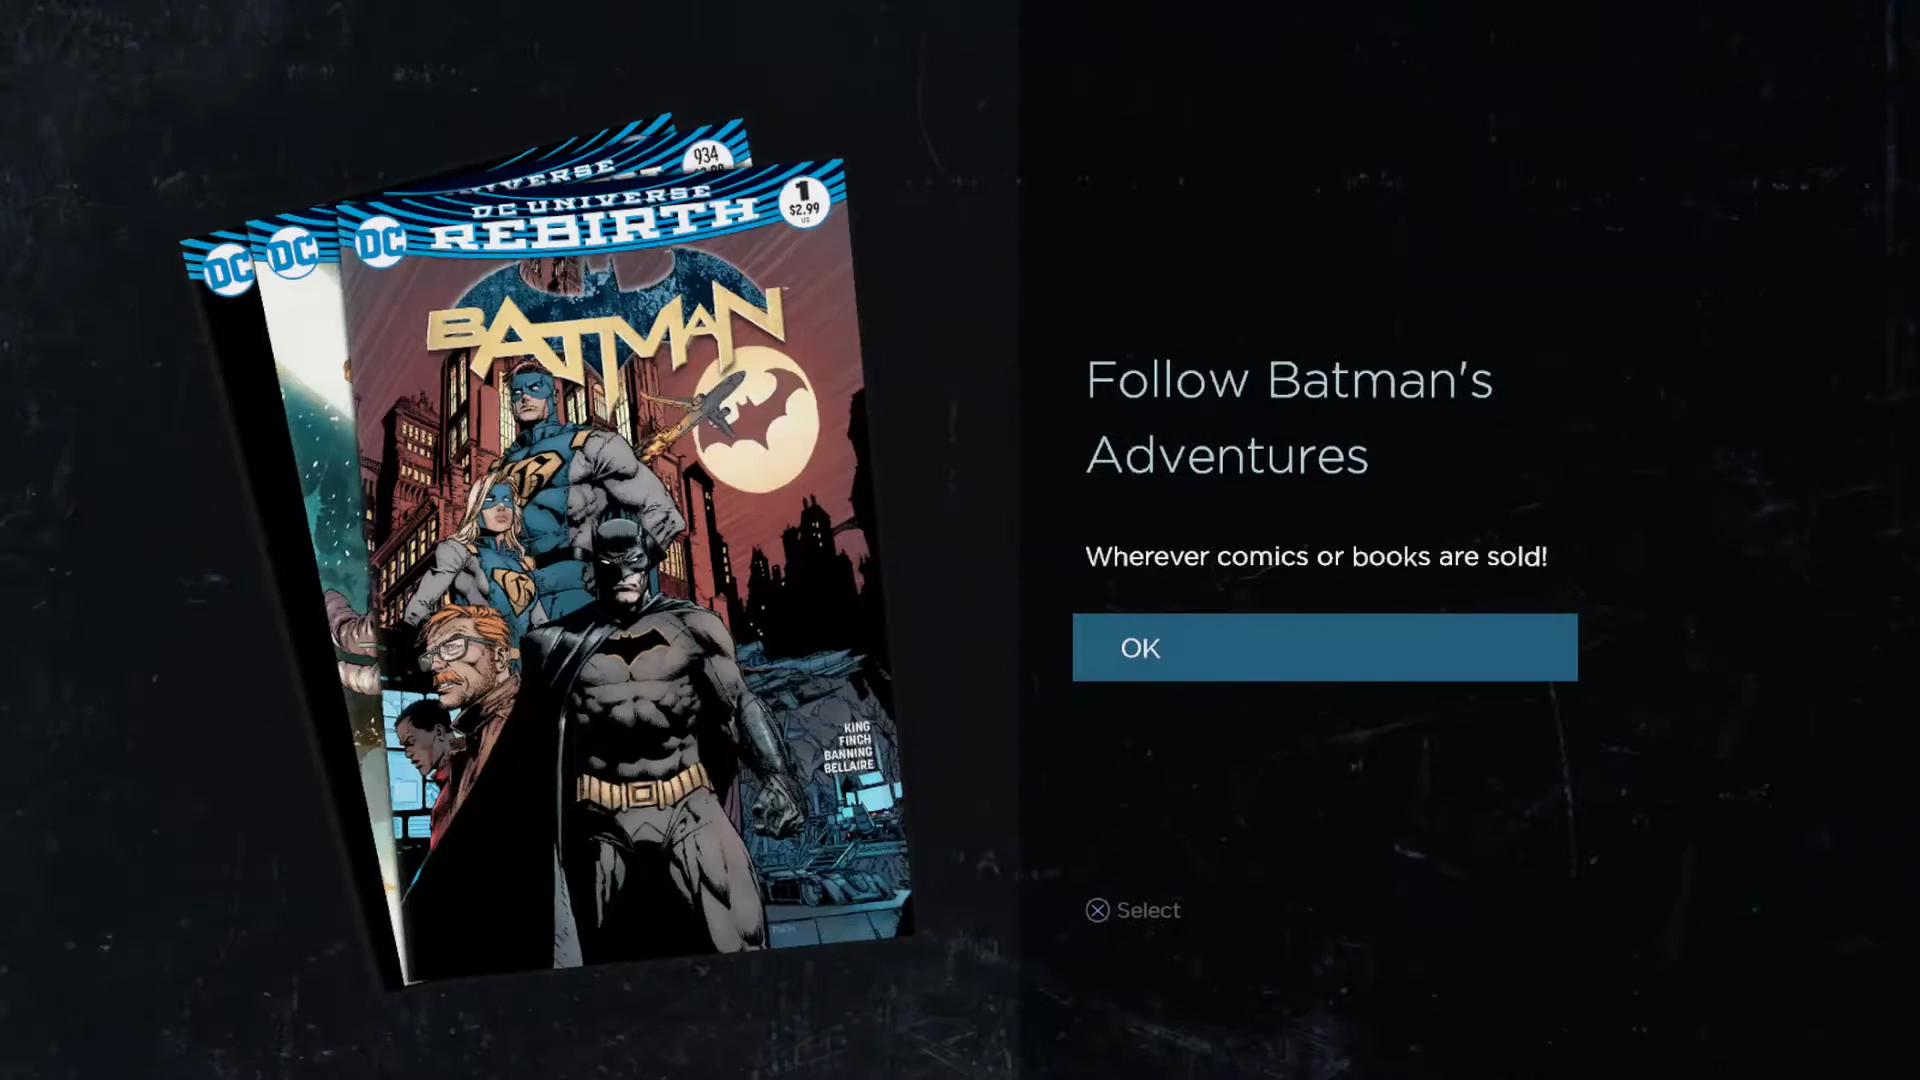 DC
DC
UNIVERSE
934
DC
DC UNIVERSE
REBIRTH
1
$2.99
US
BATMAN
KING
FINCH
BANNING
BELLAIRE
Follow Batman's
Adventures
Wherever comics or books are sold!
OK
Select